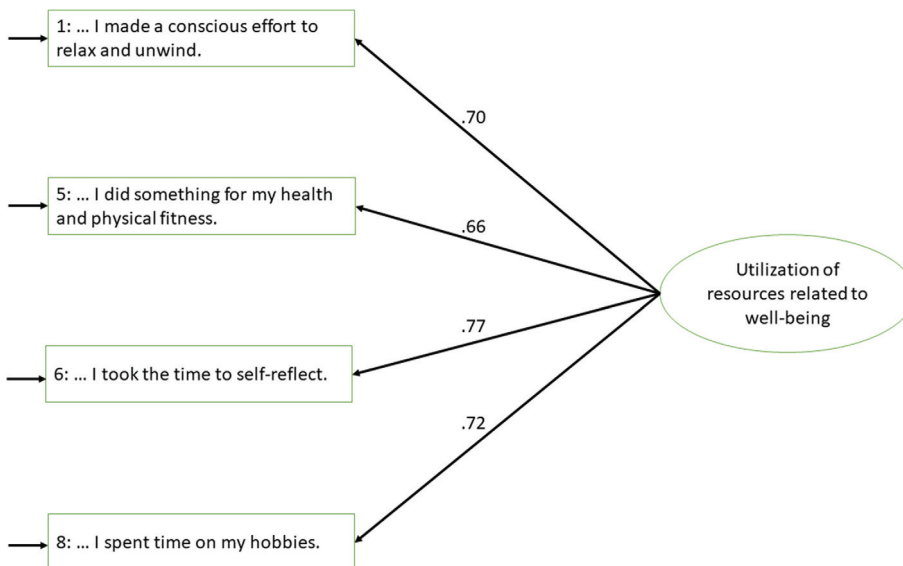 1: ... I made a conscious effort to
relax and unwind.
.70
5: ... I did something for my health
and physical fitness.
.66
Utilization of
resources related to
well-being
.77
6: ... I took the time to self-reflect.
.72
8: ... I spent time on my hobbies.